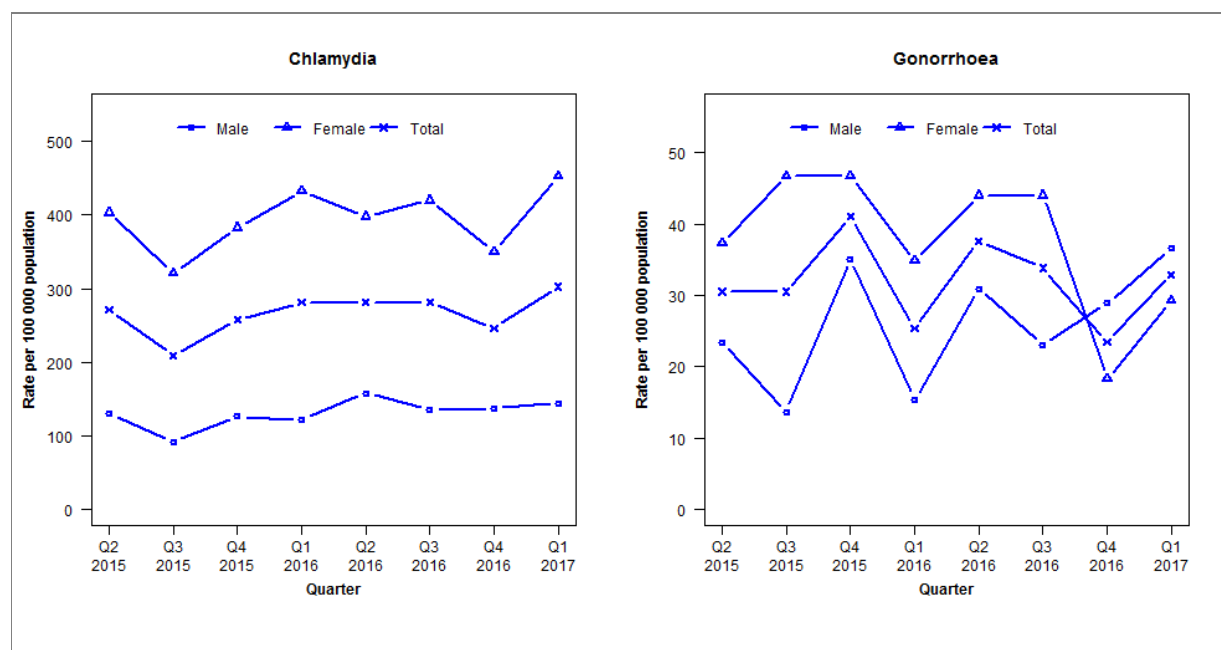 Chlamydia
Male Female Total
500
400
300
200
100
0
Rate per 100 000 population
Q2 Q3 Q4 Q1 Q2 Q3 Q4 Q1
2015 2015 2015 2016 2016 2016 2016 2017
Quarter
Gonorrhoea
Male Female Total
50
40
30
20
10
0
Rate per 100 000 population
Q2 Q3 Q4 Q1 Q2 Q3 Q4 Q1
2015 2015 2015 2016 2016 2016 2016 2017
Quarter